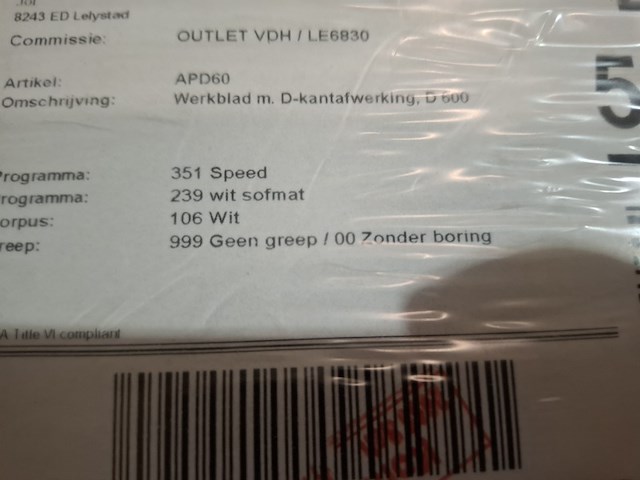 8243 ED Lelystad
Commissie: OUTLET VDH / LE6830
Artikel: APD60
Omschrijving: Werkblad m. D-kantafwerking, D 600
rogramma: 351 Speed
rogramma: 239 wit sofmat
orpus: 106 Wit
reep: 999 Geen greep / 00 Zonder boring
A Title VI compliant
5